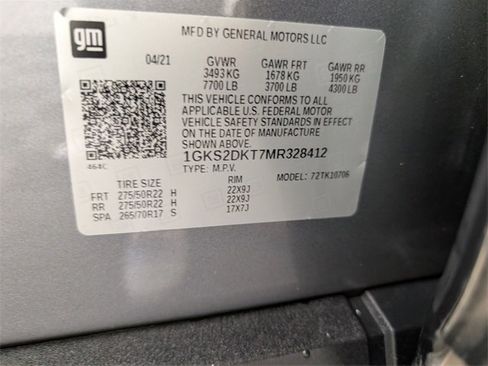 gm
MFD BY GENERAL MOTORS LLC
04/21 GVWR GAWR FRT GAWR RR
3493 KG 1678 KG 1950 KG
7700 LB 3700 LB 4300 LB
THIS VEHICLE CONFORMS TO ALL
APPLICABLE U.S. FEDERAL MOTOR
VEHICLE SAFETY STANDARDS IN EFFECT
ON THE DATE OF MANUFACTURE
SHOWN ABOVE.
1GKS2DKT7MR328412
464C TYPE: M.P.V. MODEL: 72TK10706
TIRE SIZE RIM
FRT 275/50R22 H 22X9J
RR 275/50R22 H 22X9J
SPA 265/70R17 S 17X7J